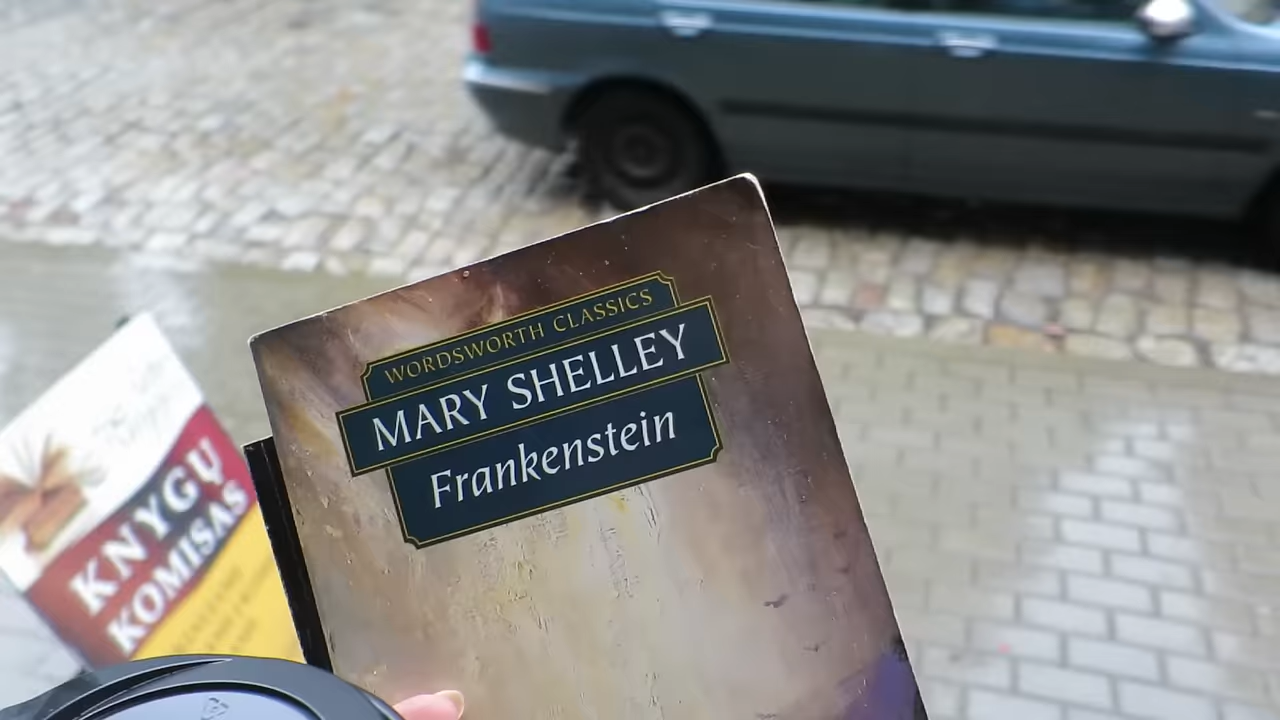 WORDSWORTH CLASSICS
MARY SHELLEY
Frankenstein
KNYGŲ
KOMISAS